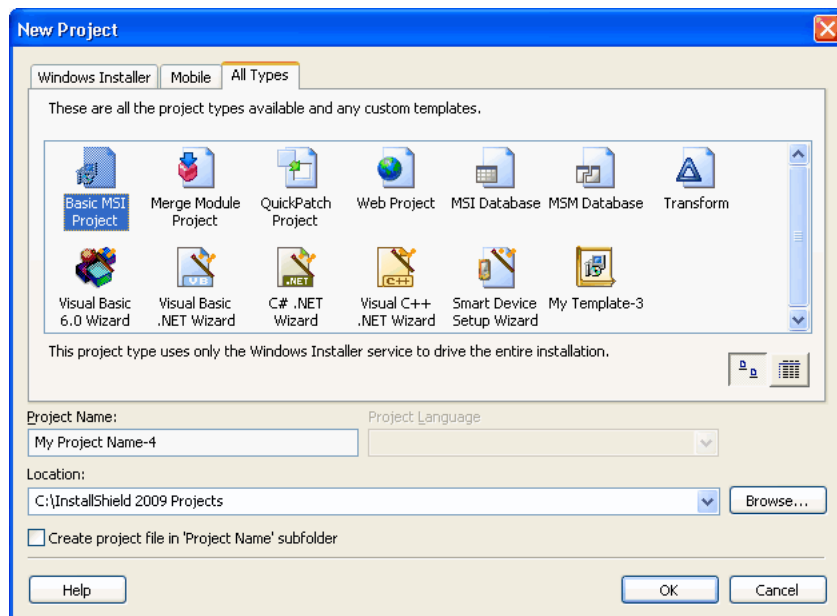 New Project
Windows Installer Mobile All Types
These are all the project types available and any custom templates.
Basic MSI Merge Module QuickPatch Web Project MSI Database MSM Database Transform
Project Project Project
VB .NET C++
Visual Basic Visual Basic C# .NET Visual C++ Smart Device My Template-3
6.0 Wizard .NET Wizard Wizard .NET Wizard Setup Wizard
This project type uses only the Windows Installer service to drive the entire installation.
Project Name: Project Language
My Project Name-4
Location:
C:\InstallShield 2009 Projects Browse...
Create project file in 'Project Name' subfolder
Help OK Cancel